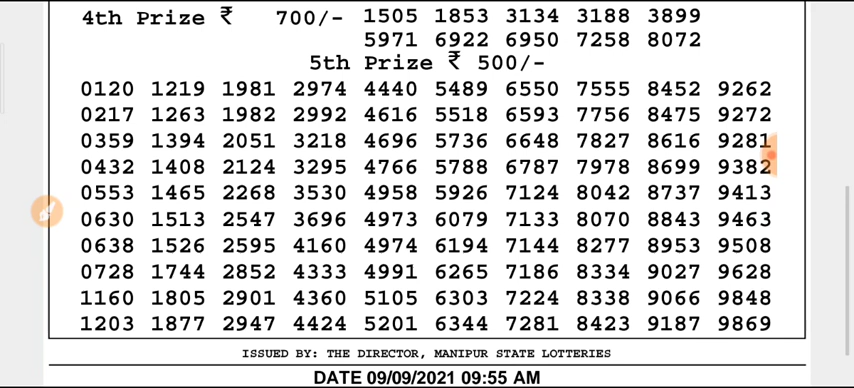 4th Prize ₹ 700/- 1505 1853 3134 3188 3899
5971 6922 6950 7258 8072
5th Prize ₹ 500/-
0120 1219 1981 2974 4440 5489 6550 7555 8452 9262
0217 1263 1982 2992 4616 5518 6593 7756 8475 9272
0359 1394 2051 3218 4696 5736 6648 7827 8616 9281
0432 1408 2124 3295 4766 5788 6787 7978 8699 9382
0553 1465 2268 3530 4958 5926 7124 8042 8737 9413
0630 1513 2547 3696 4973 6079 7133 8070 8843 9463
0638 1526 2595 4160 4974 6194 7144 8277 8953 9508
0728 1744 2852 4333 4991 6265 7186 8334 9027 9628
1160 1805 2901 4360 5105 6303 7224 8338 9066 9848
1203 1877 2947 4424 5201 6344 7281 8423 9187 9869
ISSUED BY: THE DIRECTOR, MANIPUR STATE LOTTERIES
DATE 09/09/2021 09:55 AM